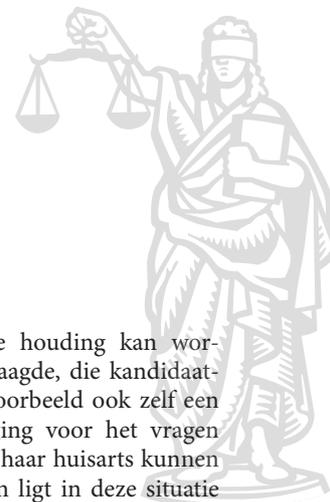 e houding kan wor-
aagde, die kandidaat-
oorbeeld ook zelf een
ing voor het vragen
haar huisarts kunnen
n ligt in deze situatie